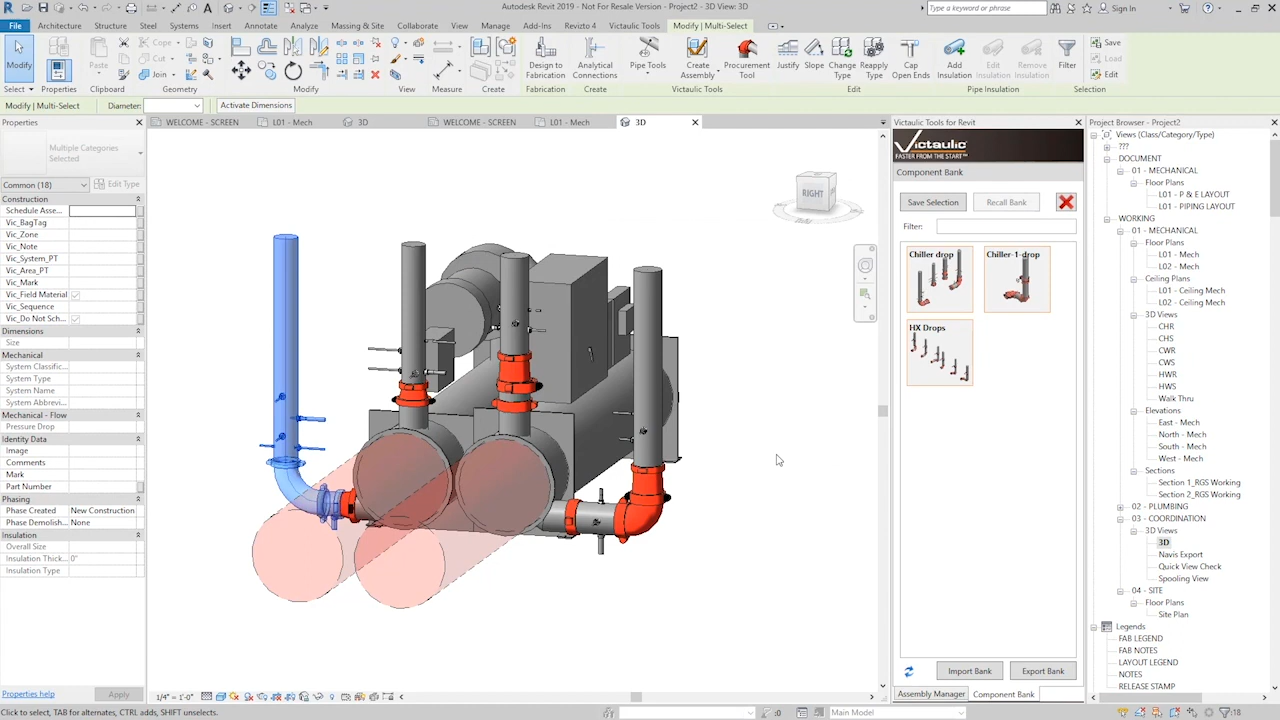 Autodesk Revit 2019 - Not For Resale Version - Project2 - 3D View: 3D
Type a keyword or phrase
Sign In
File Architecture Structure Steel Systems Insert Annotate Analyze Massing & Site Collaborate View Manage Add-Ins Revizto 4 Victaulic Tools Modify | Multi-Select
Modify
Paste
Cope
Cut
Join
Design to Fabrication
Analytical Connections
Pipe Tools
Create Assembly
Procurement Tool
Justify
Slope
Change Type
Reapply Type
Cap Open Ends
Add Insulation
Edit Insulation
Remove Insulation
Filter
Save
Load
Edit
Select Properties Clipboard Geometry Modify View Measure Create Fabrication Create Victaulic Tools Edit Pipe Insulation Selection
Modify | Multi-Select Diameter: Activate Dimensions
Properties
Multiple Categories Selected
Common (18) Edit Type
Construction
Schedule Asse...
Vic_BagTag
Vic_Zone
Vic_Note
Vic_System_PT
Vic_Area_PT
Vic_Mark
Vic_Field Material
Vic_Sequence
Vic_Do Not Sch...
Dimensions
Size
Mechanical
System Classific...
System Type
System Name
System Abbrevi...
Mechanical - Flow
Pressure Drop
Identity Data
Image
Comments
Mark
Part Number
Phasing
Phase Created New Construction
Phase Demolish... None
Insulation
Overall Size
Insulation Thick... 0"
Insulation Type
Properties help Apply
WELCOME - SCREEN L01 - Mech 3D WELCOME - SCREEN L01 - Mech 3D
RIGHT
1/4" = 1'-0"
Victaulic Tools for Revit
Victaulic
FASTER FROM THE START™
Component Bank
Save Selection Recall Bank
Filter:
Chiller drop
Chiller-1-drop
HX Drops
Import Bank Export Bank
Assembly Manager Component Bank
Project Browser - Project2
Views (Class/Category/Type)
???
DOCUMENT
01 - MECHANICAL
Floor Plans
L01 - P & E LAYOUT
L01 - PIPING LAYOUT
WORKING
01 - MECHANICAL
Floor Plans
L01 - Mech
L02 - Mech
Ceiling Plans
L01 - Ceiling Mech
L02 - Ceiling Mech
3D Views
CHR
CHS
CWR
CWS
HWR
HWS
Walk Thru
Elevations
East - Mech
North - Mech
South - Mech
West - Mech
Sections
Section 1_RGS Working
Section 2_RGS Working
02 - PLUMBING
03 - COORDINATION
3D Views
3D
Navis Export
Quick View Check
Spooling View
04 - SITE
Floor Plans
Site Plan
Legends
FAB LEGEND
FAB NOTES
LAYOUT LEGEND
NOTES
RELEASE STAMP
Click to select, TAB for alternates, CTRL adds, SHIFT unselects.
:0
Main Model
:18